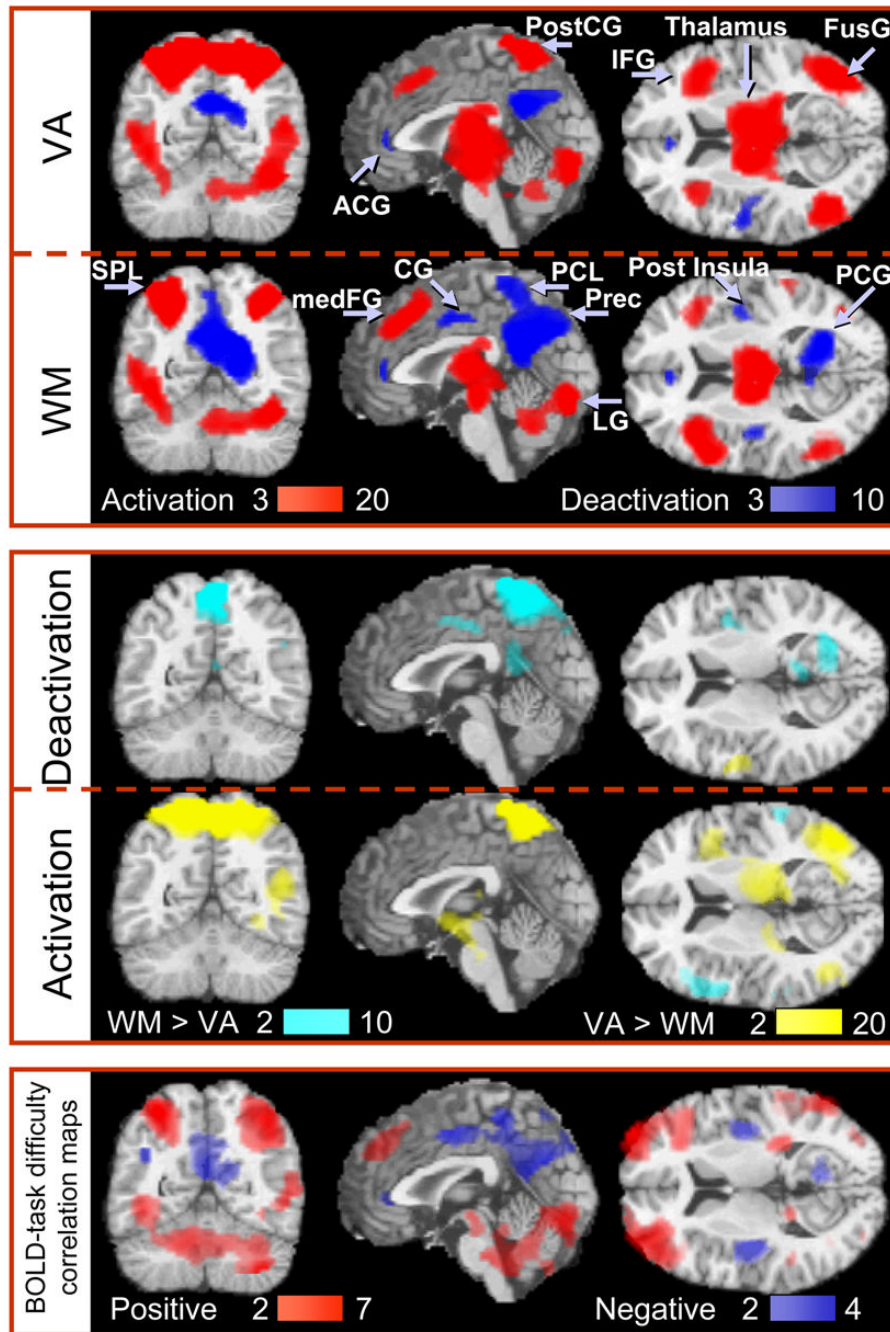 VA
PostCG
Thalamus
FusG
IFG
ACG
WM
SPL
medFG
CG
PCL
Prec
Post Insula
PCG
LG
Activation 3 20
Deactivation 3 10
Deactivation
Activation
WM > VA 2 10
VA > WM 2 20
BOLD-task difficulty
correlation maps
Positive 2 7
Negative 2 4